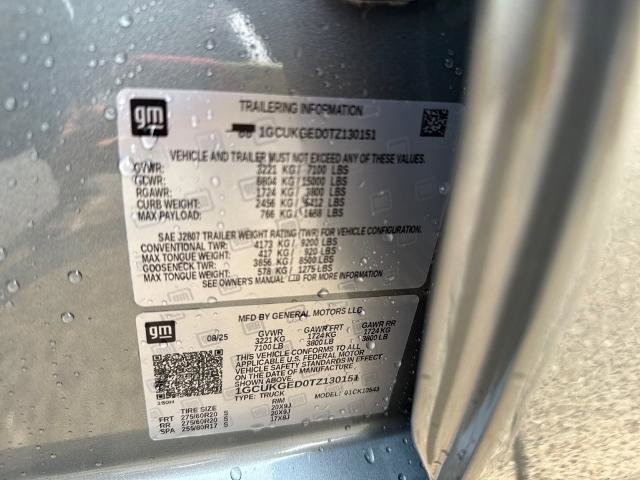 gm
TRAILERING INFORMATION
1GCUKGED0TZ130151
VEHICLE AND TRAILER MUST NOT EXCEED ANY OF THESE VALUES.
GVWR: 3221 KG/ 7100 LBS
GCWR: 6804 KG/ 15000 LBS
RGAWR: 1724 KG/ 3800 LBS
CURB WEIGHT: 2456 KG/ 5412 LBS
MAX PAYLOAD: 766 KG/ 1688 LBS
SAE J2807 TRAILER WEIGHT RATING (TWR) FOR VEHICLE CONFIGURATION.
CONVENTIONAL TWR: 4173 KG/ 9200 LBS
MAX TONGUE WEIGHT: 417 KG/ 920 LBS
GOOSENECK TWR: 3856 KG/ 8500 LBS
MAX TONGUE WEIGHT: 578 KG/ 1275 LBS
SEE OWNER'S MANUAL FOR MORE INFORMATION
gm
MFD BY GENERAL MOTORS LLC
08/25 GVWR GAWR FRT GAWR RR
3221 KG 1724 KG 1724 KG
7100 LB 3800 LB 3800 LB
THIS VEHICLE CONFORMS TO ALL
APPLICABLE U.S. FEDERAL MOTOR
VEHICLE SAFETY STANDARDS IN EFFECT
ON THE DATE OF MANUFACTURE
1GCUKGED0TZ130151
TYPE: TRUCK MODEL: CK10543
TIRE SIZE RIM
FRT 275/60R20 S 20X9J
RR 275/60R20 S 20X9J
SPA 255/80R17 S 17X8J